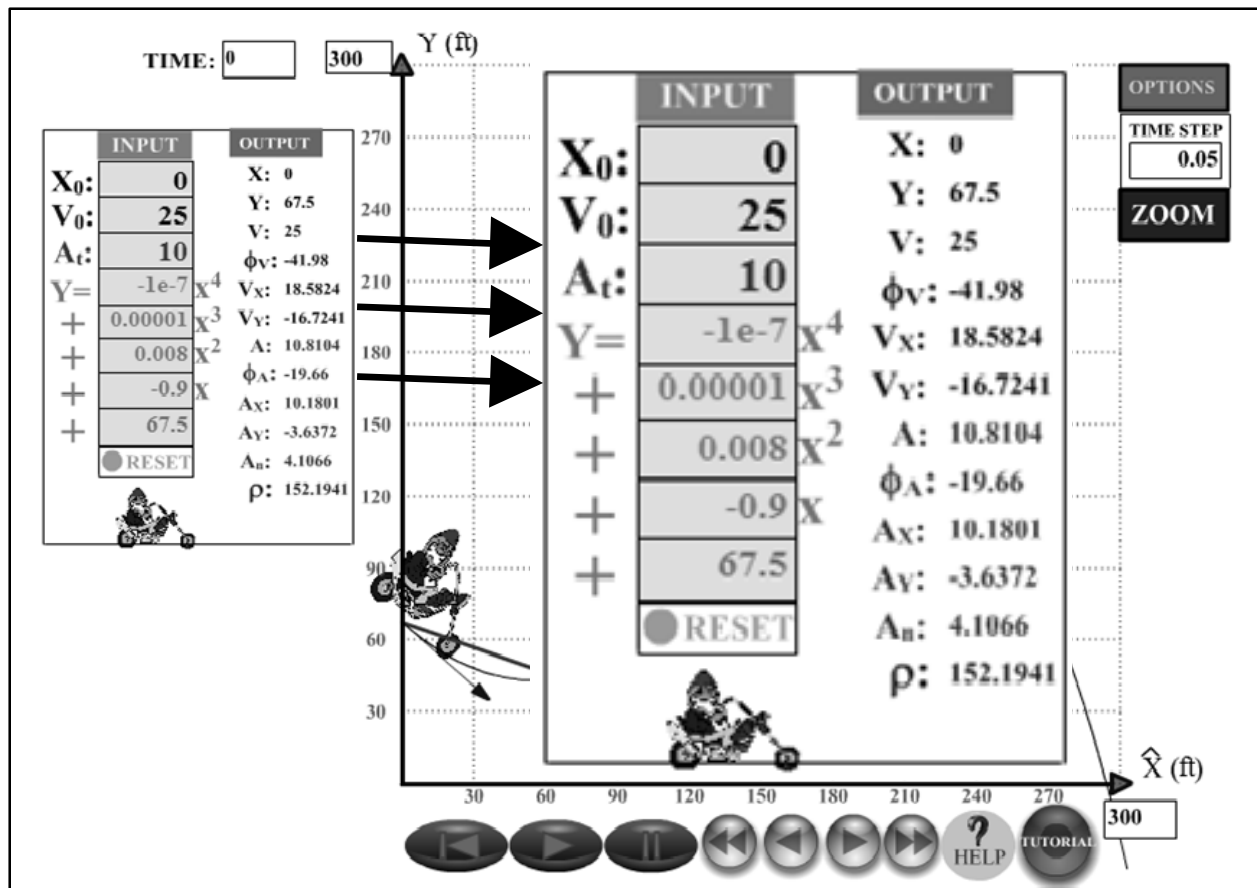 TIME: 0 300 Y (ft)
OPTIONS
TIME STEP
0.05
ZOOM
INPUT OUTPUT
X0: 0 X: 0
V0: 25 Y: 67.5
At: 10 V: 25
Y= -1e-7 x4 ϕV: -41.98
+ 0.00001 x3 VX: 18.5824
+ 0.008 x2 VY: -16.7241
+ -0.9 x A: 10.8104
+ 67.5 ϕA: -19.66
RESET AX: 10.1801
AY: -3.6372
An: 4.1066
ρ: 152.1941
INPUT OUTPUT
X0: 0 X: 0
V0: 25 Y: 67.5
At: 10 V: 25
Y= -1e-7 x4 ϕV: -41.98
+ 0.00001 x3 VX: 18.5824
+ 0.008 x2 VY: -16.7241
+ -0.9 x A: 10.8104
+ 67.5 ϕA: -19.66
RESET AX: 10.1801
AY: -3.6372
An: 4.1066
ρ: 152.1941
270
240
210
180
150
120
90
60
30
30 60 90 120 150 180 210 240 270
X̂ (ft)
300
? HELP
TUTORIAL